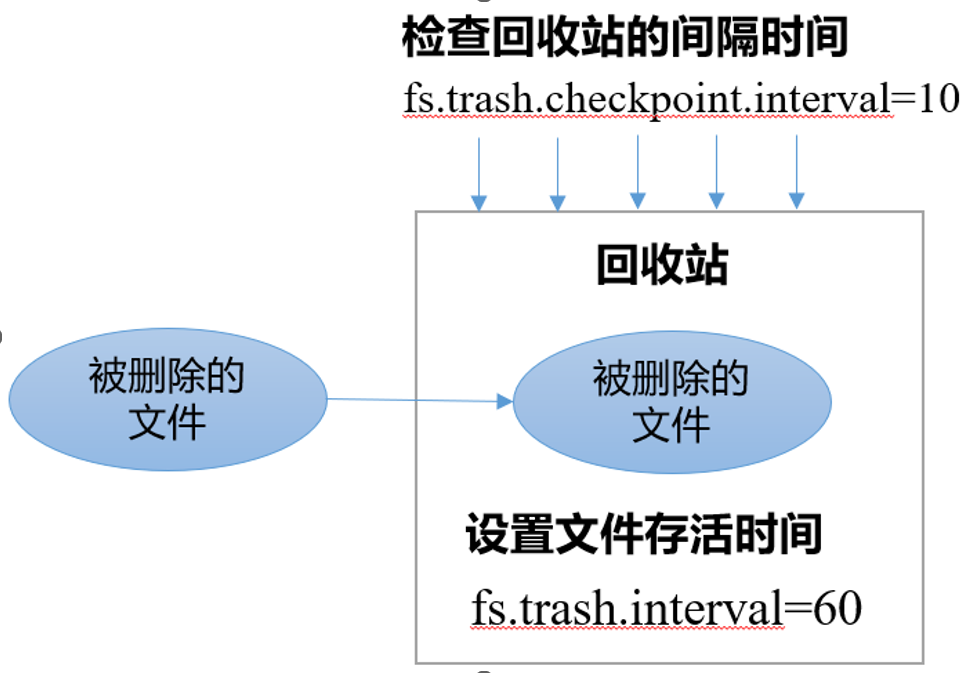 检查回收站的间隔时间
fs.trash.checkpoint.interval=10
回收站
被删除的
文件
被删除的
文件
设置文件存活时间
fs.trash.interval=60